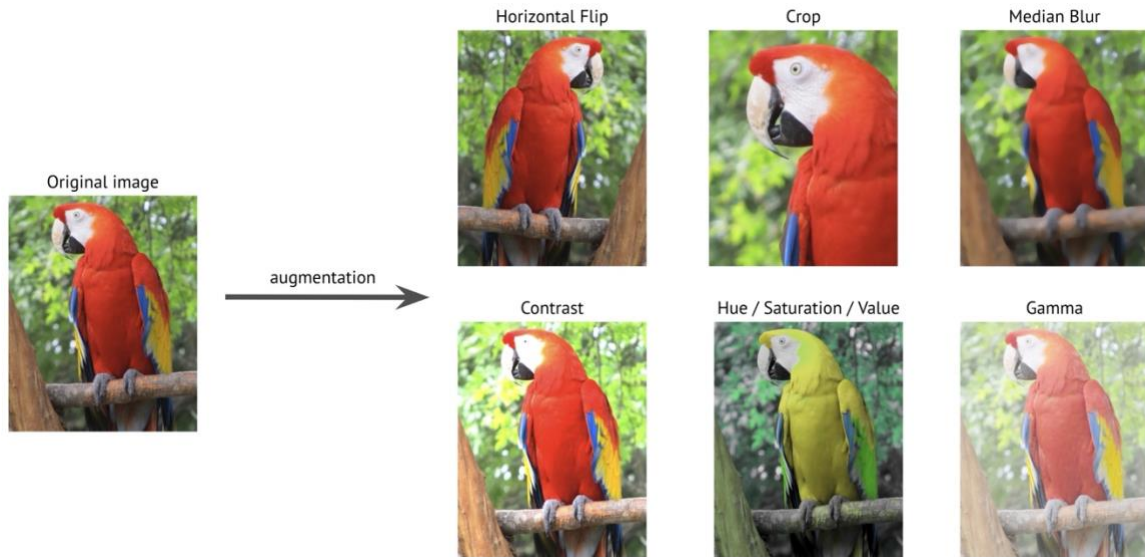 Horizontal Flip
Crop
Median Blur
Original image
augmentation
Contrast
Hue / Saturation / Value
Gamma